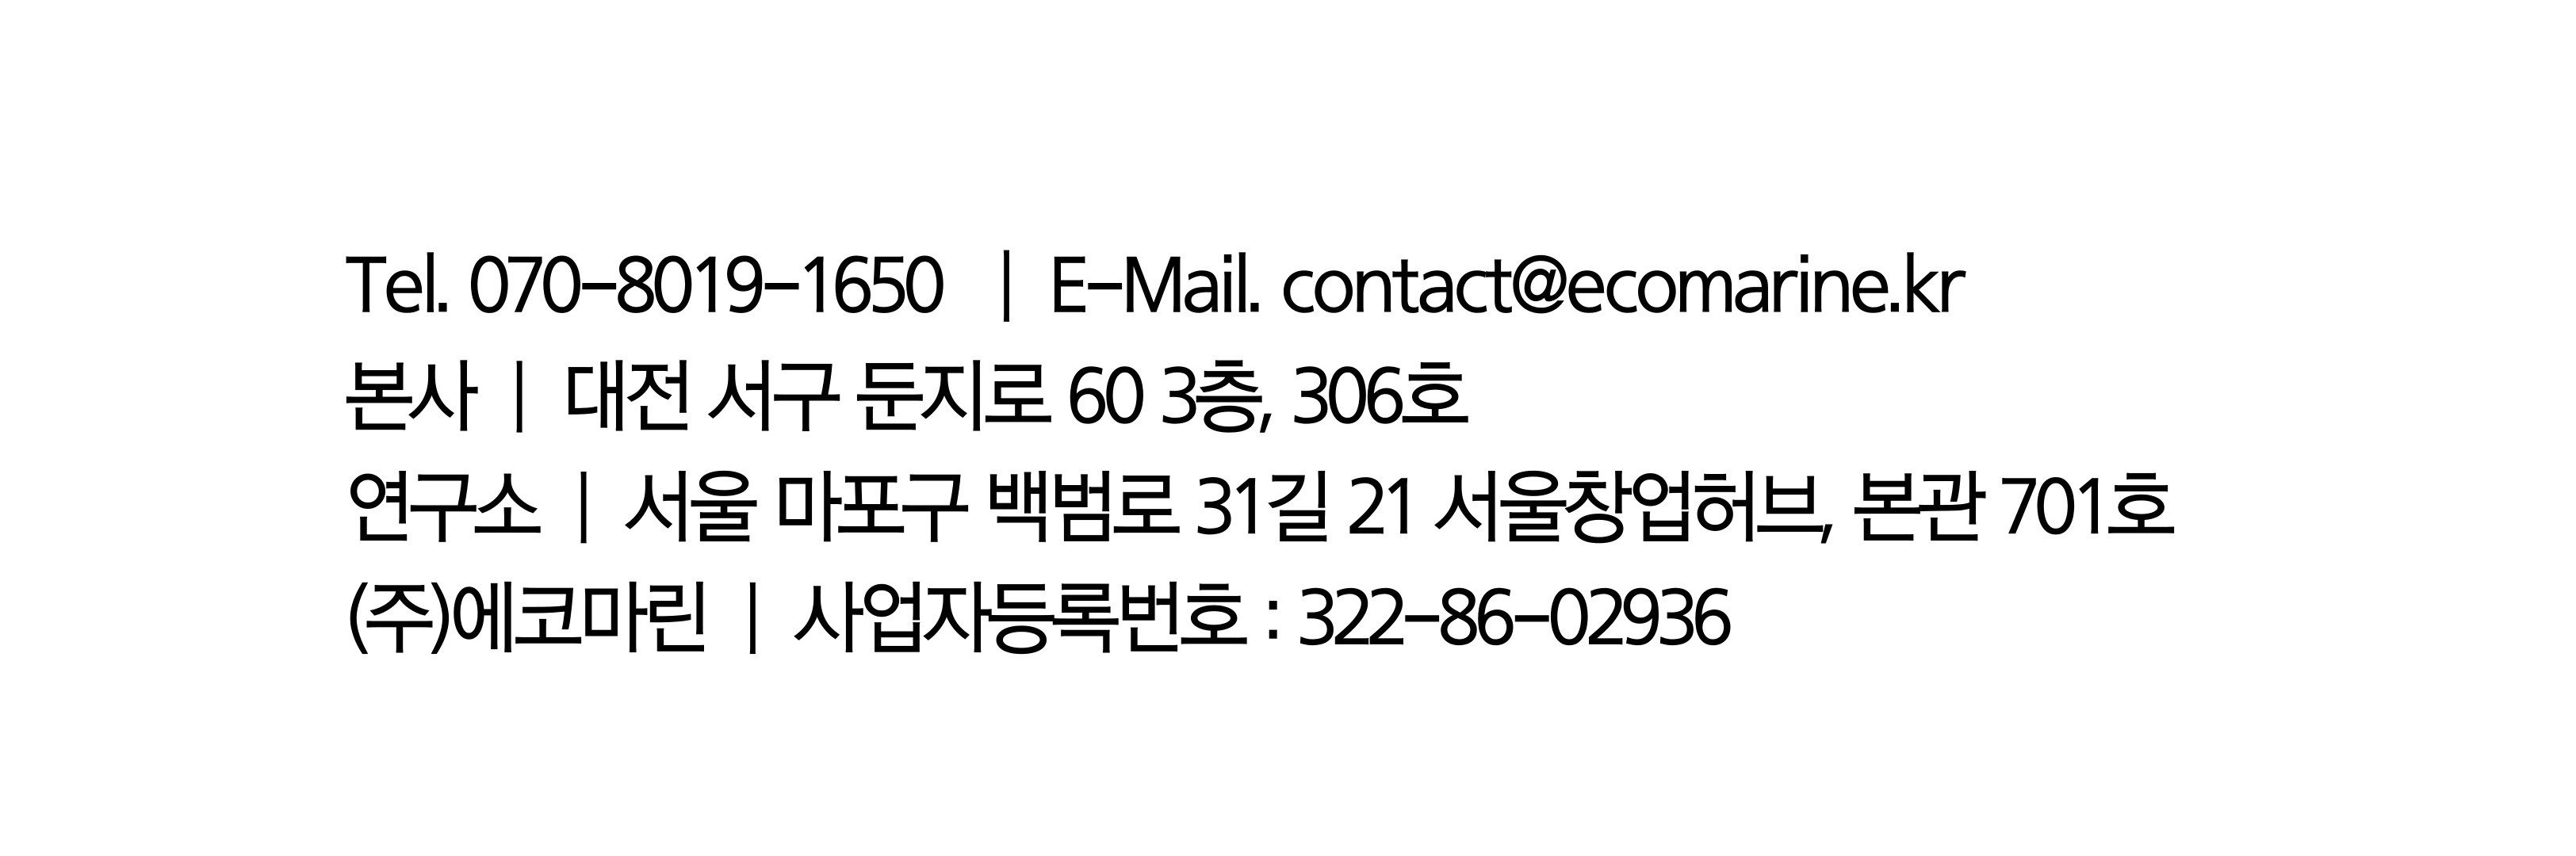 Tel. 070-8019-1650 | E-Mail. contact@ecomarine.kr
본사 | 대전 서구 둔지로 60 3층, 306호
연구소 | 서울 마포구 백범로 31길 21 서울창업허브, 본관 701호
(주)에코마린 | 사업자등록번호 : 322-86-02936